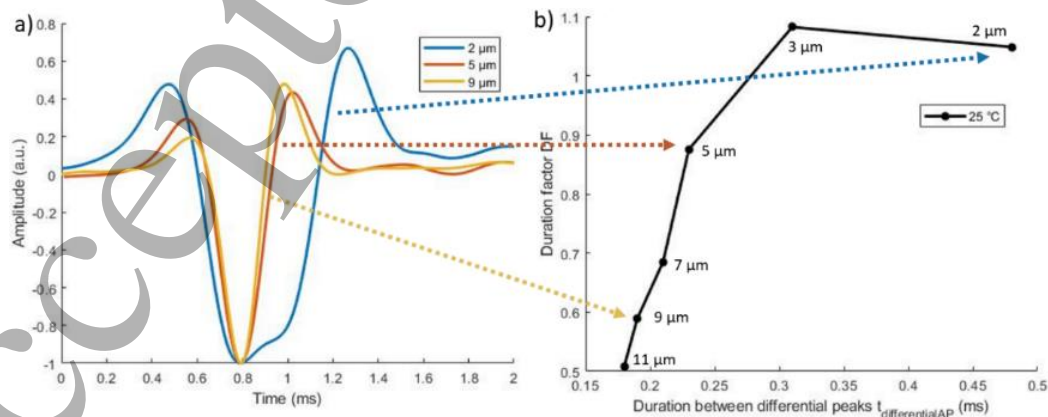 a)
0.8
0.6
0.4
0.2
0
-0.2
-0.4
-0.6
-0.8
-1
Amplitude (a.u.)
0 0.2 0.4 0.6 0.8 1 1.2 1.4 1.6 1.8 2
Time (ms)
2 µm
5 µm
9 µm
b)
1.1
1
0.9
0.8
0.7
0.6
0.5
Duration factor DF
0.15 0.2 0.25 0.3 0.35 0.4 0.45 0.5
Duration between differential peaks t differentialAP (ms)
2 µm
3 µm
25 °C
5 µm
7 µm
9 µm
11 µm